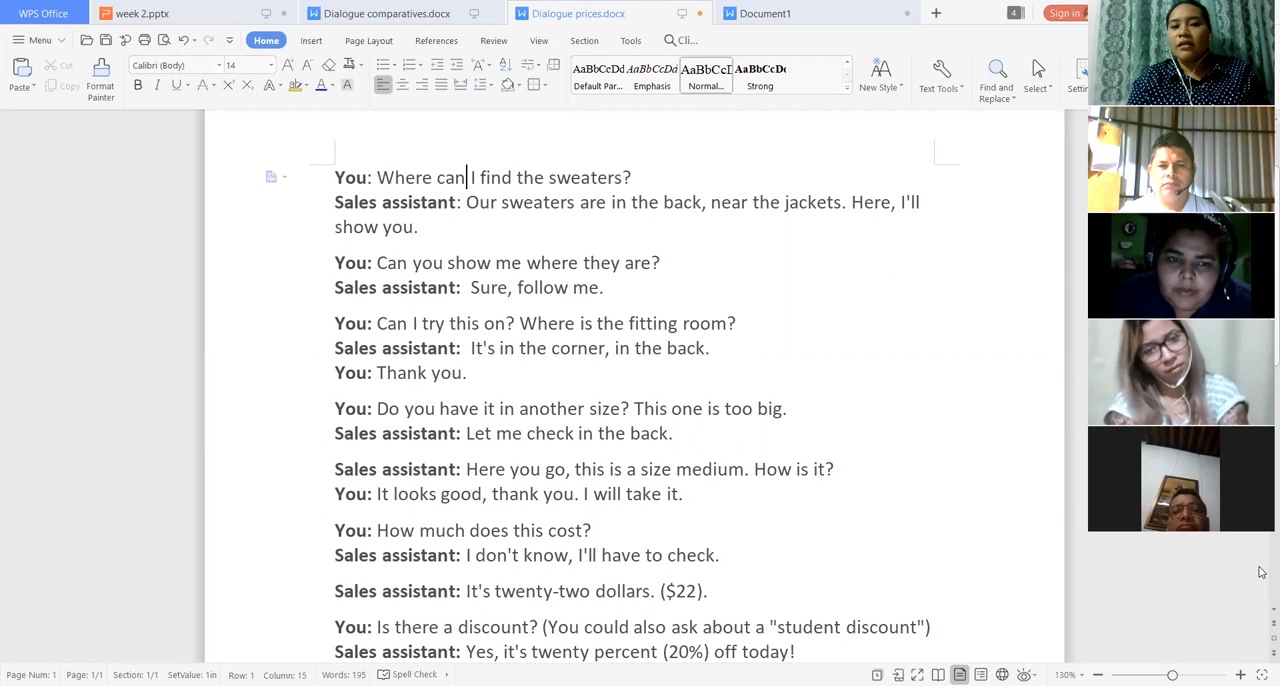 WPS Office
week 2.pptx
Dialogue comparatives.docx
Dialogue prices.docx
Document1
4
Sign in
Menu
Home
Insert
Page Layout
References
Review
View
Section
Tools
Cli...
Paste
Cut
Copy
Format Painter
Calibri (Body)
14
AaBbCcDd
Default Par...
AaBbCcDd
Emphasis
AaBbCcD
Normal...
AaBbCcDd
Strong
New Style
Text Tools
Find and Replace
Select
You: Where can I find the sweaters?
Sales assistant: Our sweaters are in the back, near the jackets. Here, I'll
show you.
You: Can you show me where they are?
Sales assistant: Sure, follow me.
You: Can I try this on? Where is the fitting room?
Sales assistant: It's in the corner, in the back.
You: Thank you.
You: Do you have it in another size? This one is too big.
Sales assistant: Let me check in the back.
Sales assistant: Here you go, this is a size medium. How is it?
You: It looks good, thank you. I will take it.
You: How much does this cost?
Sales assistant: I don't know, I'll have to check.
Sales assistant: It's twenty-two dollars. ($22).
You: Is there a discount? (You could also ask about a "student discount")
Sales assistant: Yes, it's twenty percent (20%) off today!
Page Num: 1 Page: 1/1 Section: 1/1 SetValue: 1in Row: 1 Column: 15 Words: 195 Spell Check 130%